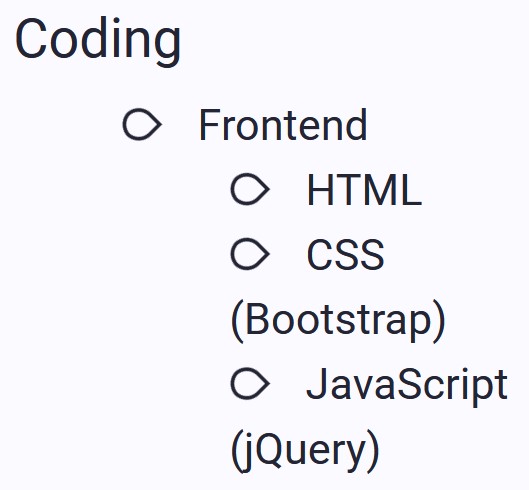 Coding
Frontend
HTML
CSS
(Bootstrap)
JavaScript
(jQuery)